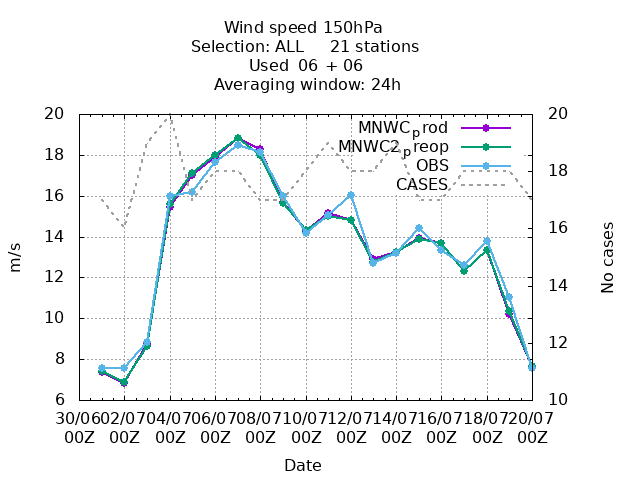 Wind speed 150hPa
Selection: ALL 21 stations
Used 06 + 06
Averaging window: 24h
20 20
MNWCprod
MNWC2preop
OBS
CASES
18 18
16 16
14 14
12 12
10
8
6 10
m/s
No cases
30/06 02/07 04/07 06/07 08/07 10/07 12/07 14/07 16/07 18/07 20/07
00Z 00Z 00Z 00Z 00Z 00Z 00Z 00Z 00Z 00Z 00Z
Date